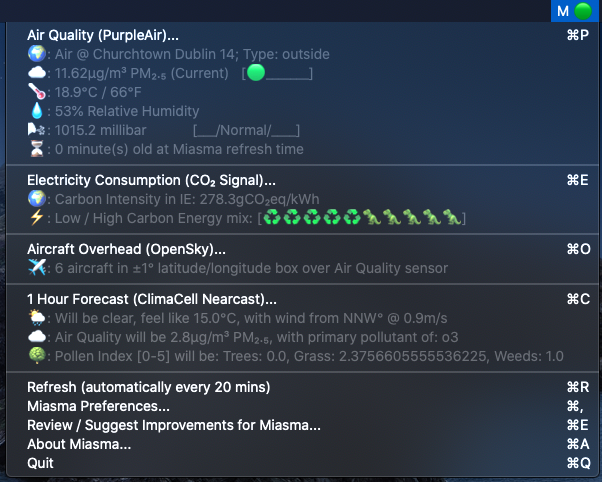 M
Air Quality (PurpleAir)... ⌘P
: Air @ Churchtown Dublin 14; Type: outside
: 11.62µg/m³ PM₂.₅ (Current) [______]
: 18.9°C / 66°F
: 53% Relative Humidity
: 1015.2 millibar [___/Normal/____]
: 0 minute(s) old at Miasma refresh time
Electricity Consumption (CO₂ Signal)... ⌘E
: Carbon Intensity in IE: 278.3gCO₂eq/kWh
: Low / High Carbon Energy mix: [♻♻♻♻♻🐍🐍🐍🐍🐍]
Aircraft Overhead (OpenSky)... ⌘O
: 6 aircraft in ±1° latitude/longitude box over Air Quality sensor
1 Hour Forecast (ClimaCell Nearcast)... ⌘C
: Will be clear, feel like 15.0°C, with wind from NNW° @ 0.9m/s
: Air Quality will be 2.8µg/m³ PM₂.₅, with primary pollutant of: o3
: Pollen Index [0-5] will be: Trees: 0.0, Grass: 2.3756605555536225, Weeds: 1.0
Refresh (automatically every 20 mins) ⌘R
Miasma Preferences... ⌘,
Review / Suggest Improvements for Miasma... ⌘E
About Miasma... ⌘A
Quit ⌘Q